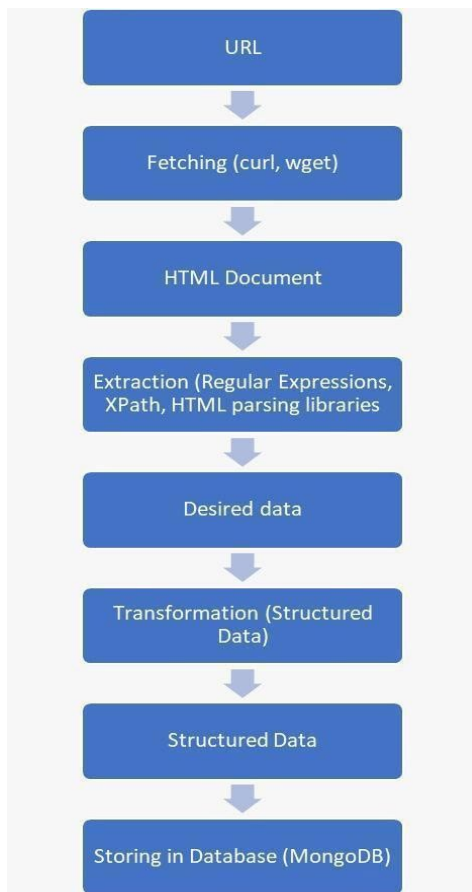 URL
Fetching (curl, wget)
HTML Document
Extraction (Regular Expressions,
XPath, HTML parsing libraries
Desired data
Transformation (Structured
Data)
Structured Data
Storing in Database (MongoDB)